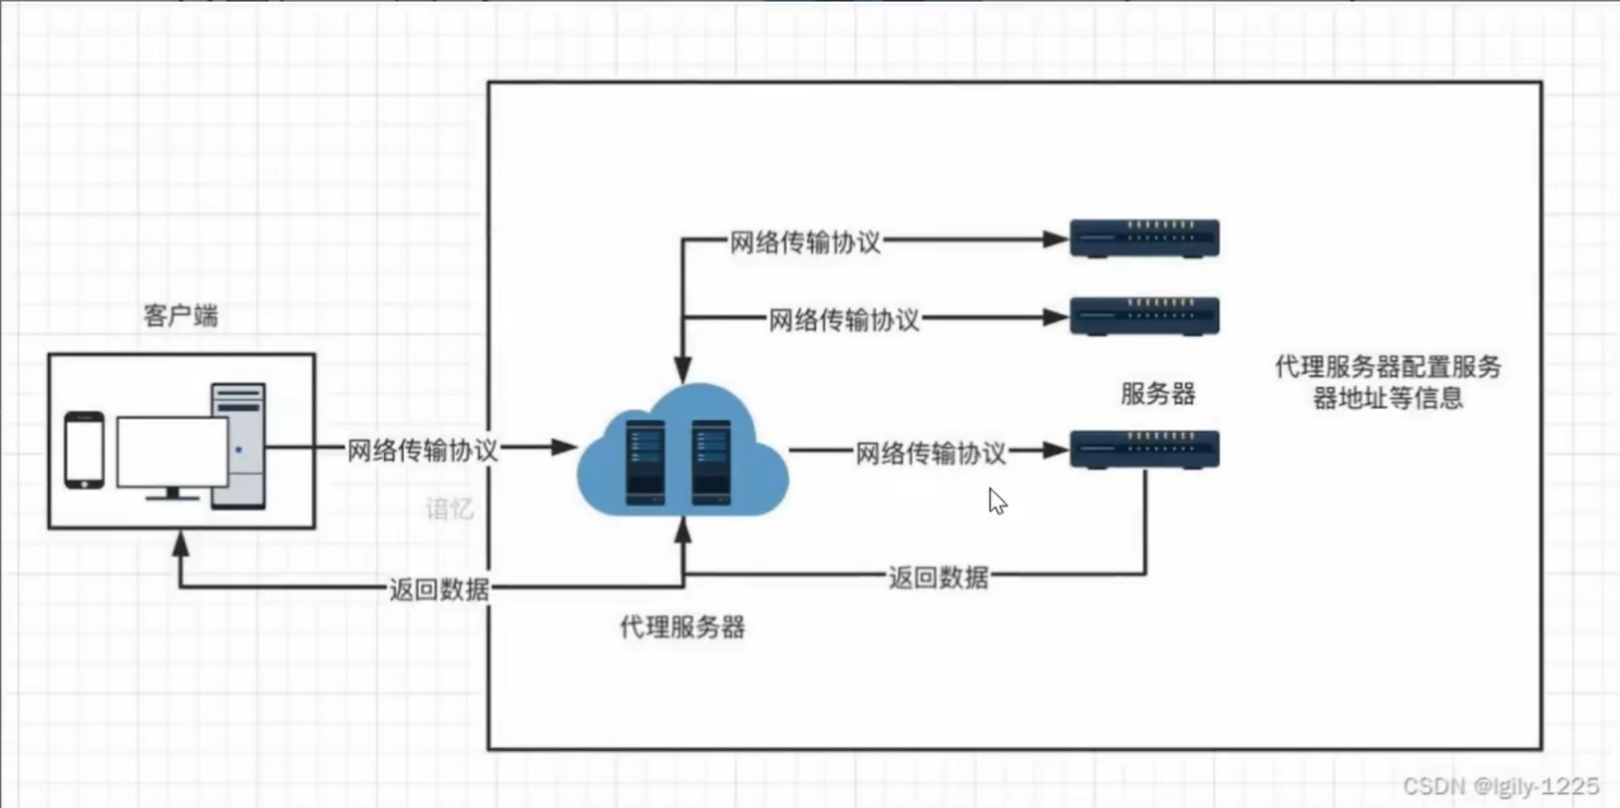 网络传输协议
网络传输协议
客户端
代理服务器配置服务
器地址等信息
服务器
网络传输协议
网络传输协议
谙忆
返回数据
返回数据
代理服务器
CSDN @lgily-1225